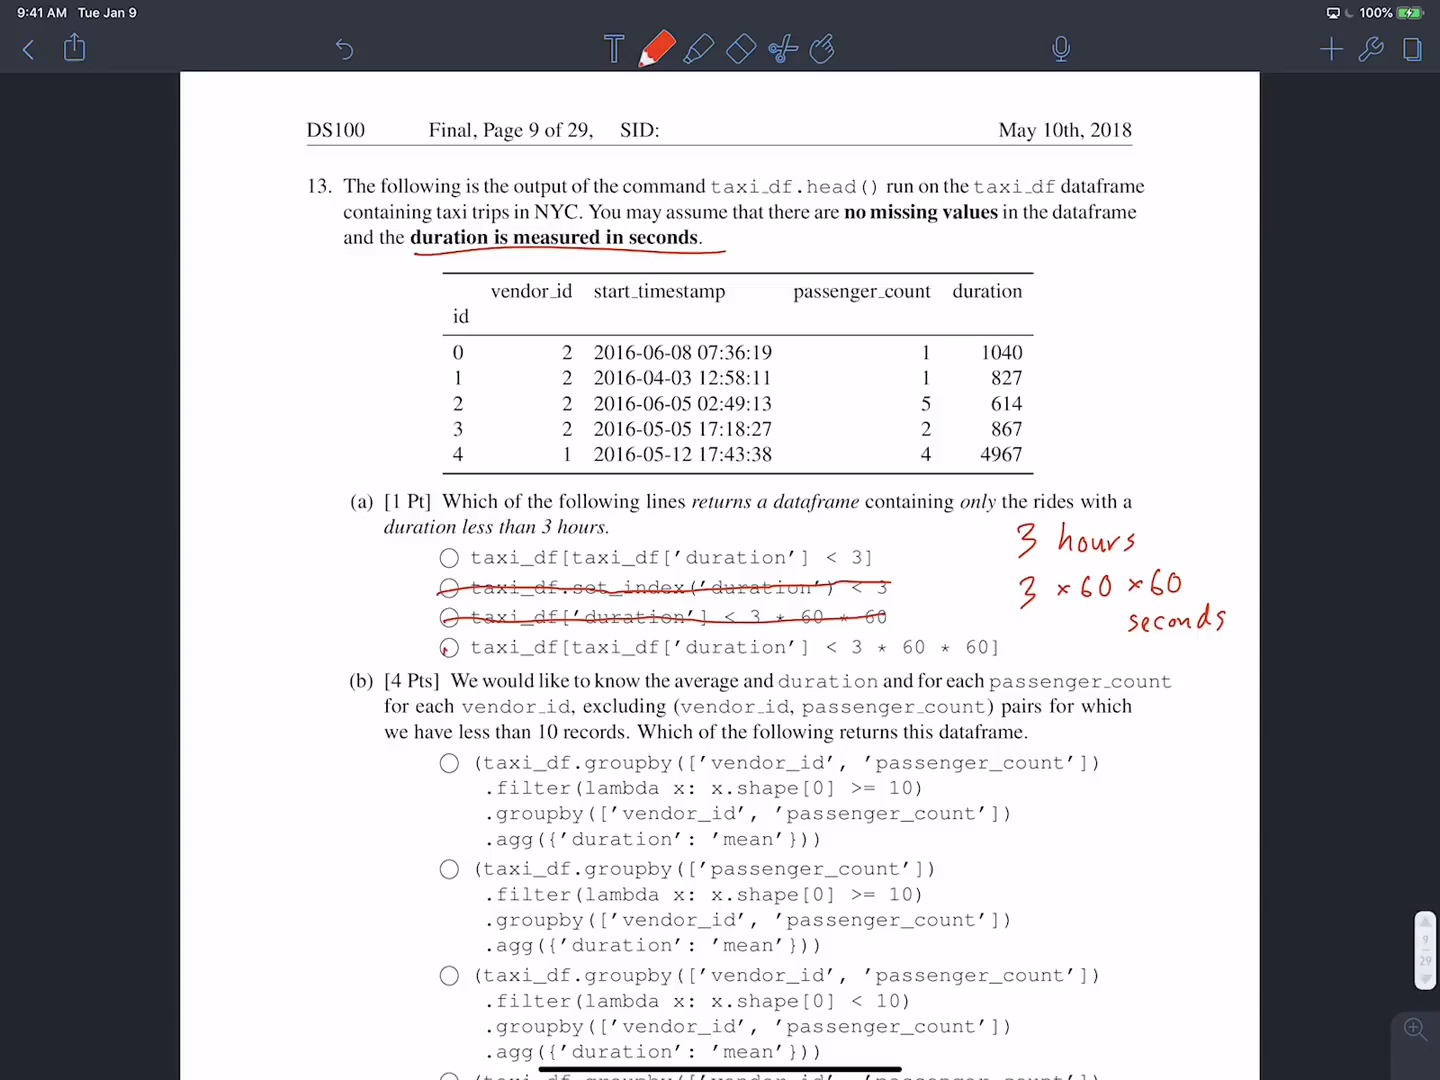 9:41 AM Tue Jan 9
100%
DS100 Final, Page 9 of 29, SID: May 10th, 2018
13. The following is the output of the command taxi_df.head() run on the taxi_df dataframe
containing taxi trips in NYC. You may assume that there are no missing values in the dataframe
and the duration is measured in seconds.
vendor_id start_timestamp passenger_count duration
id
0 2 2016-06-08 07:36:19 1 1040
1 2 2016-04-03 12:58:11 1 827
2 2 2016-06-05 02:49:13 5 614
3 2 2016-05-05 17:18:27 2 867
4 1 2016-05-12 17:43:38 4 4967
(a) [1 Pt] Which of the following lines returns a dataframe containing only the rides with a
duration less than 3 hours.
taxi_df[taxi_df['duration'] < 3]
taxi_df.set_index('duration') < 3
taxi_df['duration'] < 3 * 60 * 60
taxi_df[taxi_df['duration'] < 3 * 60 * 60]
3 hours
3 × 60 × 60
seconds
(b) [4 Pts] We would like to know the average and duration and for each passenger_count
for each vendor_id, excluding (vendor_id, passenger_count) pairs for which
we have less than 10 records. Which of the following returns this dataframe.
(taxi_df.groupby(['vendor_id', 'passenger_count'])
.filter(lambda x: x.shape[0] >= 10)
.groupby(['vendor_id', 'passenger_count'])
.agg({'duration': 'mean'}))
(taxi_df.groupby(['passenger_count'])
.filter(lambda x: x.shape[0] >= 10)
.groupby(['vendor_id', 'passenger_count'])
.agg({'duration': 'mean'}))
(taxi_df.groupby(['vendor_id', 'passenger_count'])
.filter(lambda x: x.shape[0] < 10)
.groupby(['vendor_id', 'passenger_count'])
.agg({'duration': 'mean'}))
9
29